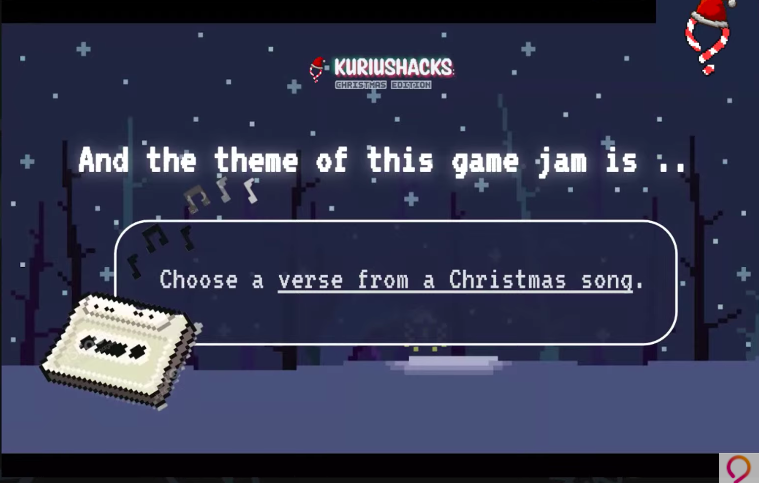 KURIUSHACKS
CHRISTMAS EDITION
And the theme of this game jam is ..
Choose a verse from a Christmas song.